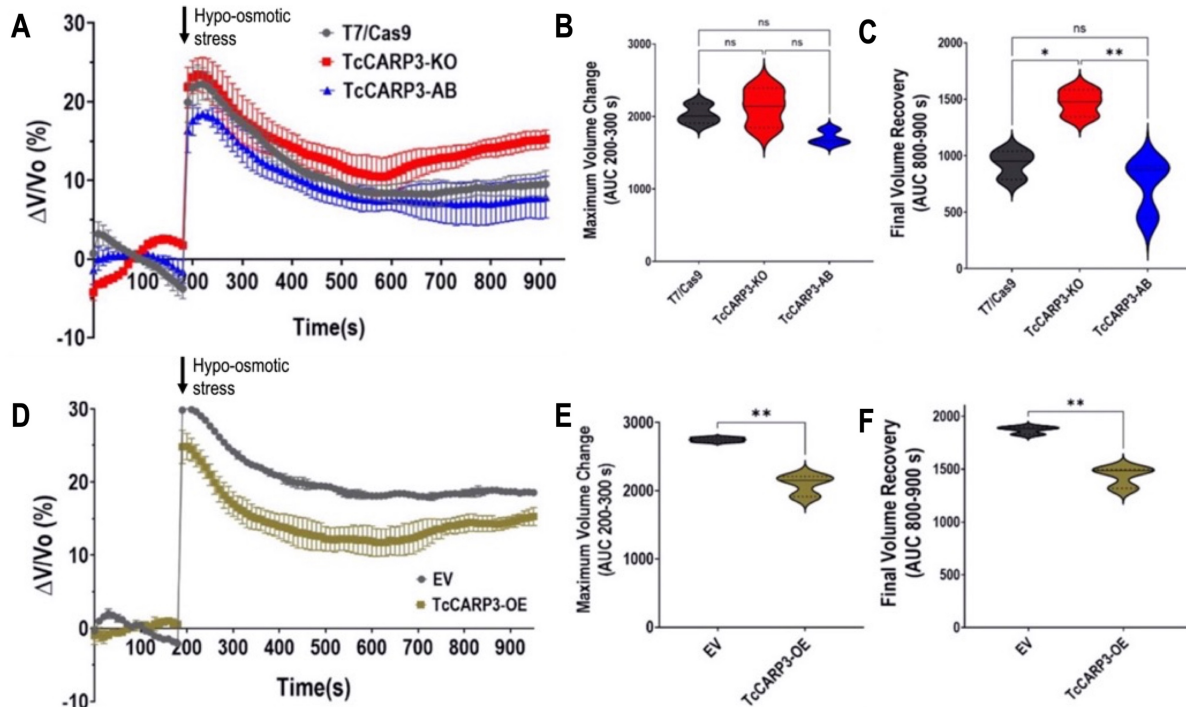 A
Hypo-osmotic
stress
T7/Cas9
TcCARP3-KO
TcCARP3-AB
ΔV/Vo (%)
30
20
10
0
-10
100 200 300 400 500 600 700 800 900
Time(s)
B
ns
ns ns
Maximum Volume Change
(AUC 200-300 s)
3000
2000
1000
0
T7/Cas9
TcCARP3-KO
TcCARP3-AB
C
ns
* **
Final Volume Recovery
(AUC 800-900 s)
2000
1500
1000
500
0
T7/Cas9
TcCARP3-KO
TcCARP3-AB
D
Hypo-osmotic
stress
ΔV/Vo (%)
30
20
10
0
-10
EV
TcCARP3-OE
100 200 300 400 500 600 700 800 900
Time(s)
E
**
Maximum Volume Change
(AUC 200-300 s)
3000
2000
1000
0
EV
TcCARP3-OE
F
**
Final Volume Recovery
(AUC 800-900 s)
2000
1500
1000
500
0
EV
TcCARP3-OE